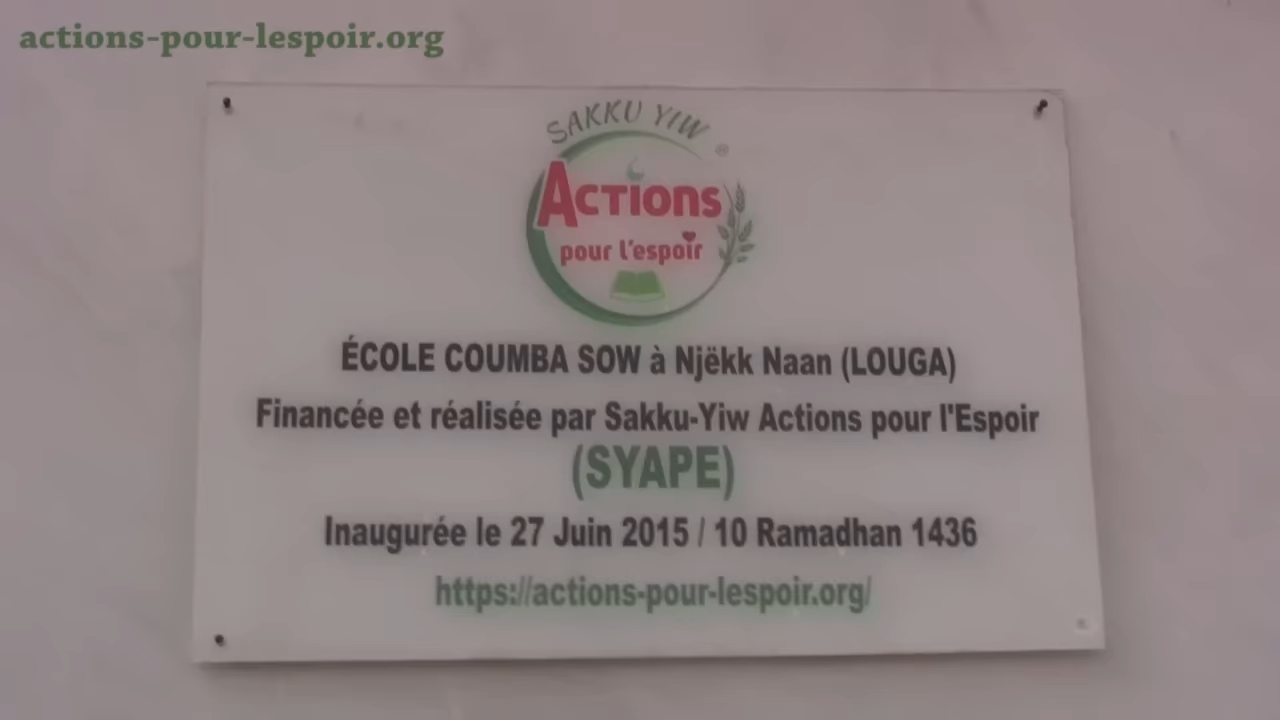 actions-pour-lespoir.org
SAKKU YIW
®
ACTIONS
pour l'espoir
ÉCOLE COUMBA SOW à Njëkk Naan (LOUGA)
Financée et réalisée par Sakku-Yiw Actions pour l'Espoir
(SYAPE)
Inaugurée le 27 Juin 2015 / 10 Ramadhan 1436
https://actions-pour-lespoir.org/